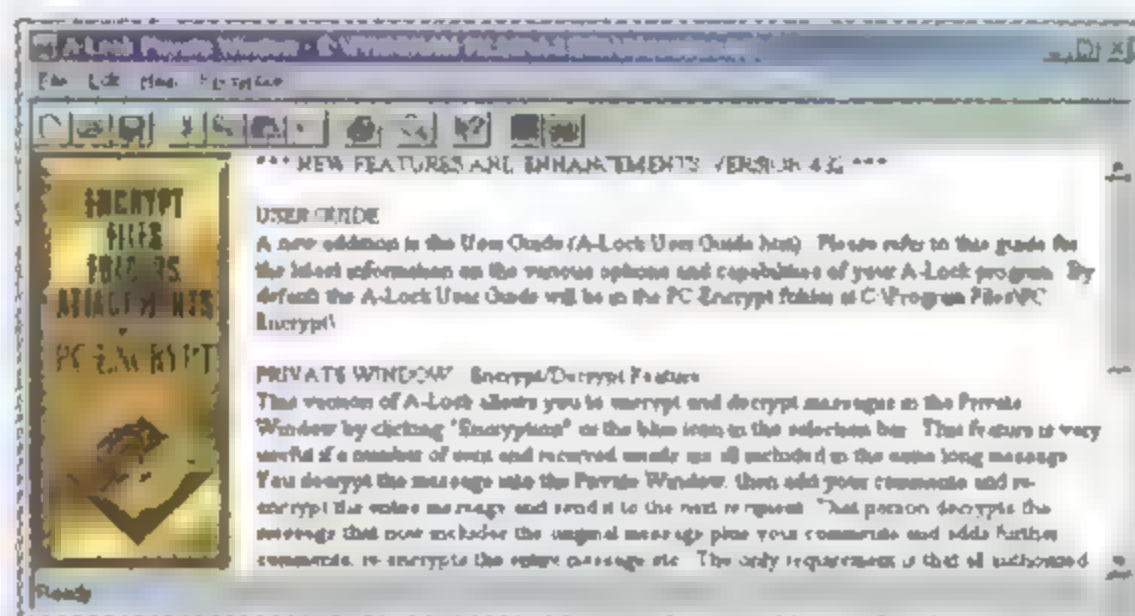 A-Lock Private Window - C:\
File Edit View Encryption
*** NEW FEATURES AND ENHANCEMENTS VERSION ***
ENCRYPT
FILES
FOLDERS
ATTACHMENTS
PC-ENCRYPT
USER GUIDE
A new addition is the User Guide (A-Lock User Guide.html). Please refer to this guide for
the latest information on the various options and capabilities of your A-Lock program. By
default the A-Lock User Guide will be in the PC-Encrypt folder at C:\Program Files\PC
Encrypt\
PRIVATE WINDOW Encrypt/Decrypt Feature
This version of A-Lock allows you to encrypt and decrypt messages in the Private
Window by clicking "Encryption" or the blue icon in the selection bar. This feature is very
useful if a number of sent and received emails are all included in the same long message
You decrypt the message into the Private Window, then add your comments and re-
encrypt the entire message and send it to the next recipient. That person decrypts the
message that now includes the original message plus your comments and adds further
comments, re-encrypts the entire message etc. The only requirement is that all authorized
Ready